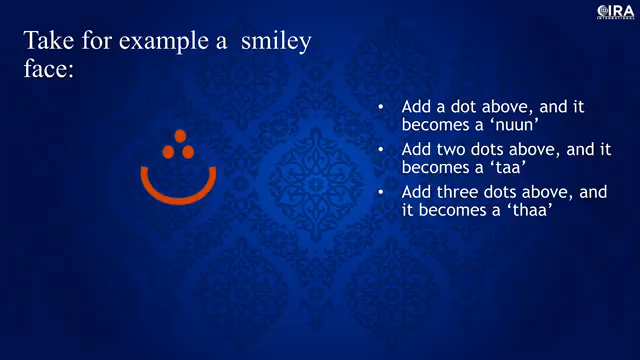 CIRA
INTERNATIONAL
Take for example a smiley
face:
• Add a dot above, and it
becomes a ‘nuun’
• Add two dots above, and it
becomes a ‘taa’
• Add three dots above, and
it becomes a ‘thaa’
ث